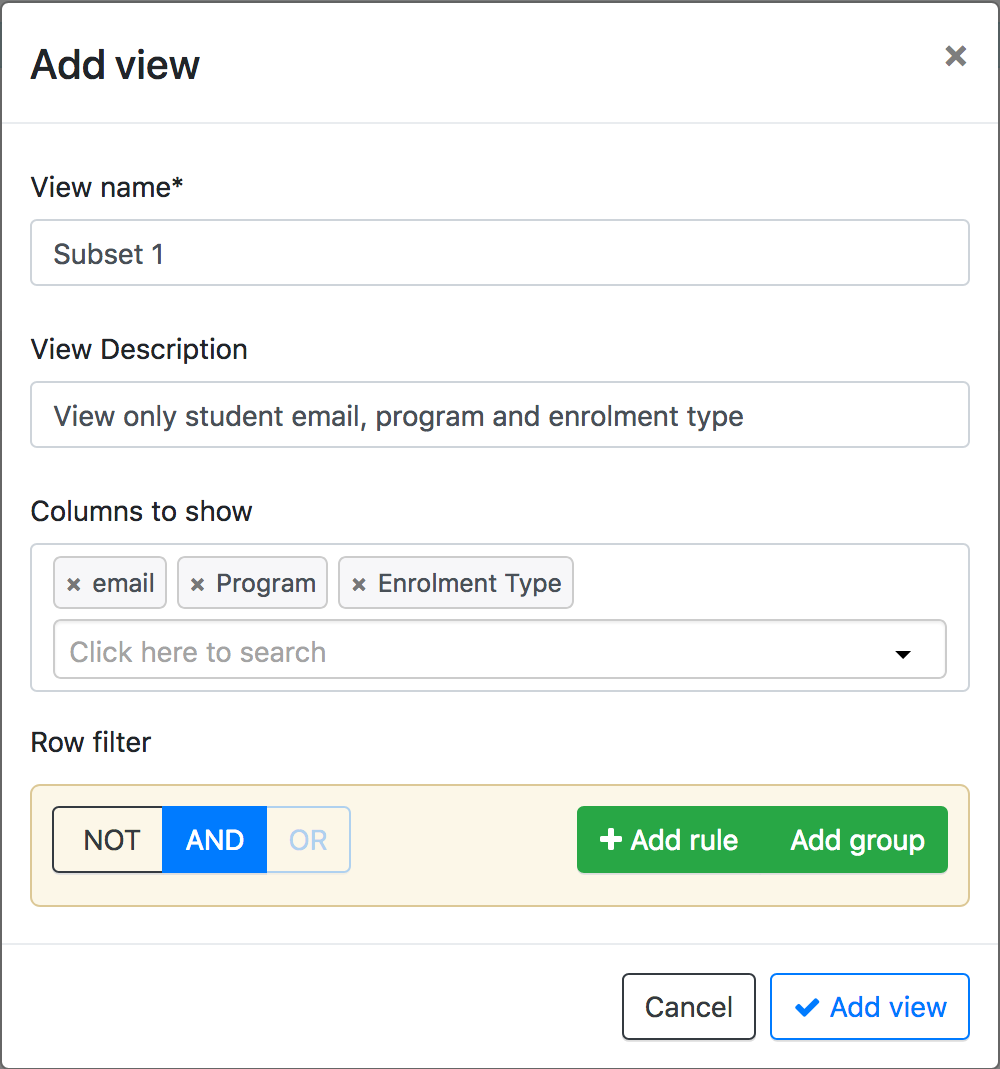 Add view
View name*
Subset 1
View Description
View only student email, program and enrolment type
Columns to show
email Program Enrolment Type
Click here to search
Row filter
NOT AND OR Add rule Add group
Cancel Add view